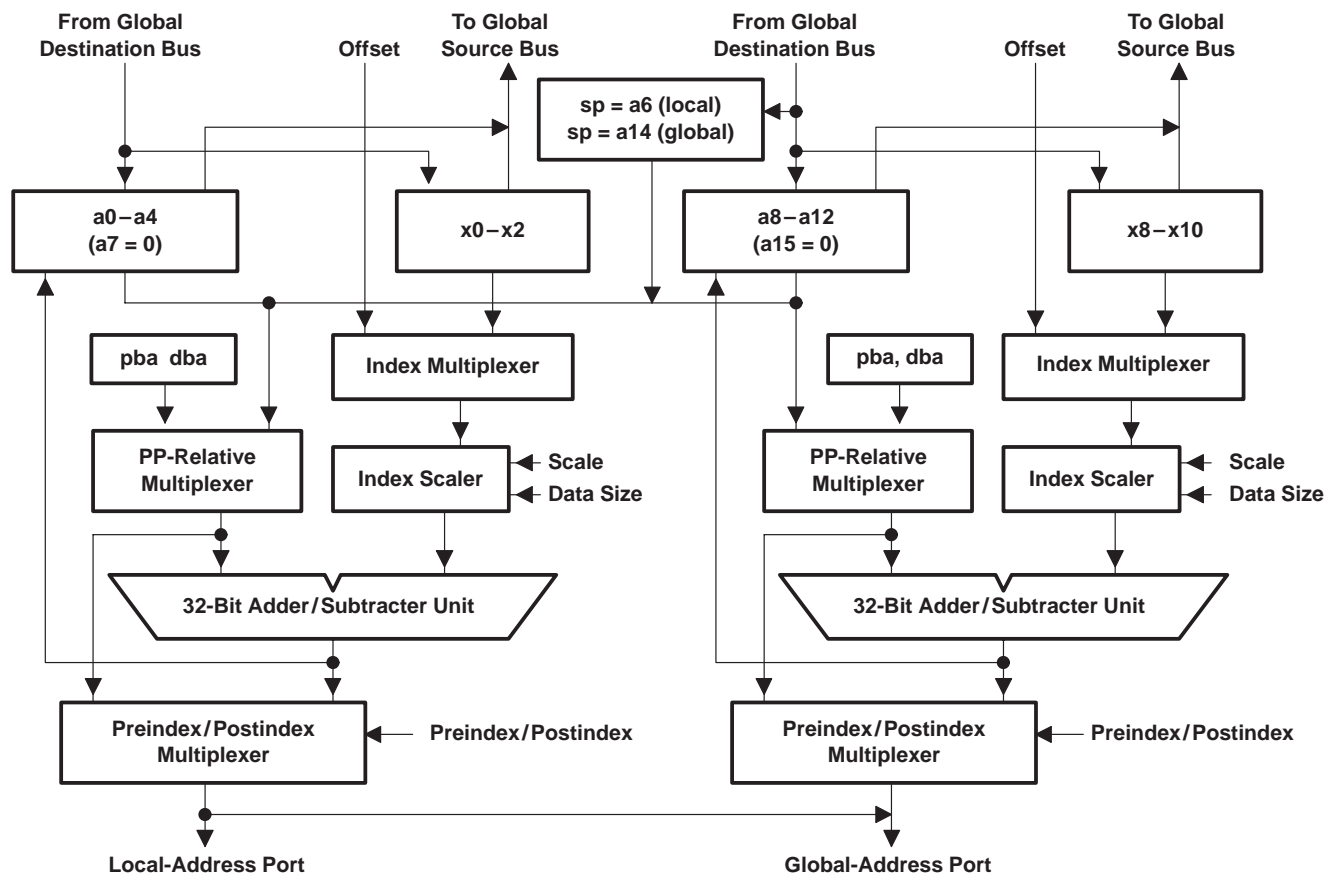 From Global
Destination Bus
Offset
To Global
Source Bus
From Global
Destination Bus
Offset
To Global
Source Bus
sp = a6 (local)
sp = a14 (global)
a0–a4
(a7 = 0)
x0–x2
a8–a12
(a15 = 0)
x8–x10
pba dba
Index Multiplexer
pba, dba
Index Multiplexer
PP-Relative
Multiplexer
Index Scaler
Scale
Data Size
PP-Relative
Multiplexer
Index Scaler
Scale
Data Size
32-Bit Adder/Subtracter Unit
32-Bit Adder/Subtracter Unit
Preindex/Postindex
Multiplexer
Preindex/Postindex
Preindex/Postindex
Multiplexer
Preindex/Postindex
Local-Address Port
Global-Address Port